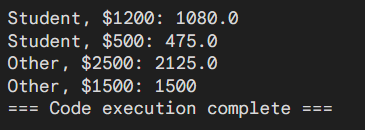 Student, $1200: 1080.0
Student, $500: 475.0
Other, $2500: 2125.0
Other, $1500: 1500
=== Code execution complete ===